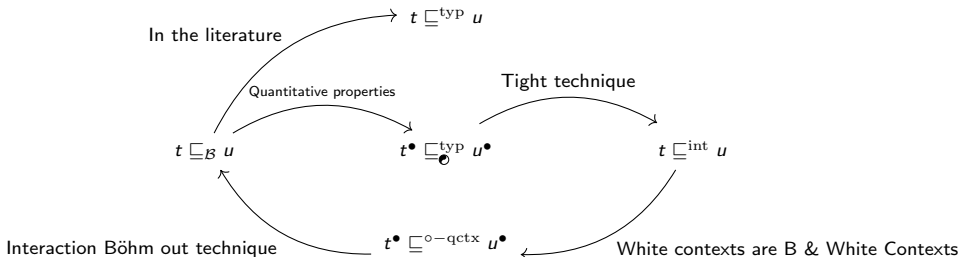 t ⊑ᵗʸᵖ u
In the literature
Tight technique
Quantitative properties
t ⊑_ℬ u
t• ⊑ᵗʸᵖ_☯ u•
t ⊑ⁱⁿᵗ u
t• ⊑^{∘−qctx} u•
Interaction Böhm out technique
White contexts are B & White Contexts